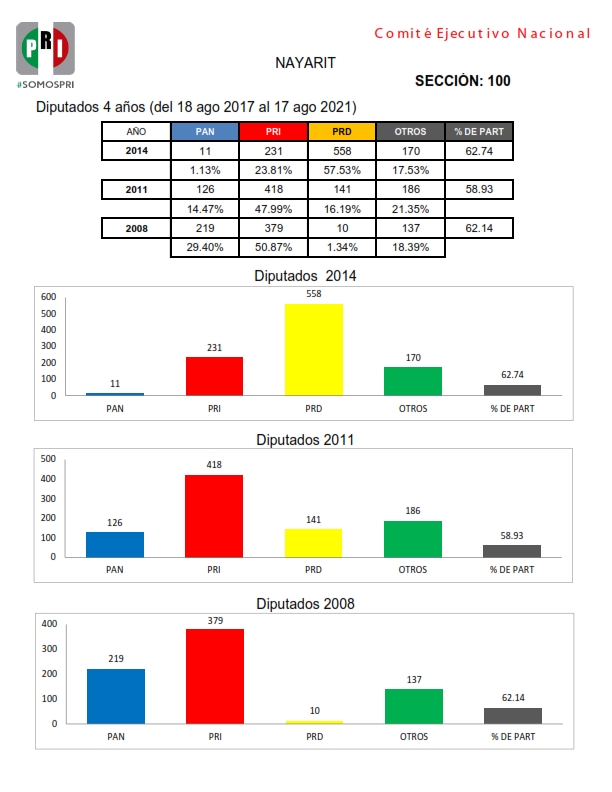 PRI
#SOMOSPRI
Comité Ejecutivo Nacional
NAYARIT
SECCIÓN: 100
Diputados 4 años (del 18 ago 2017 al 17 ago 2021)
AÑO PAN PRI PRD OTROS % DE PART
2014 11 231 558 170 62.74
1.13% 23.81% 57.53% 17.53%
2011 126 418 141 186 58.93
14.47% 47.99% 16.19% 21.35%
2008 219 379 10 137 62.14
29.40% 50.87% 1.34% 18.39%
Diputados 2014
600
500
400
300
200
100
0
11 231 558 170 62.74
PAN PRI PRD OTROS % DE PART
Diputados 2011
500
400
300
200
100
0
126 418 141 186 58.93
PAN PRI PRD OTROS % DE PART
Diputados 2008
400
300
200
100
0
219 379 10 137 62.14
PAN PRI PRD OTROS % DE PART